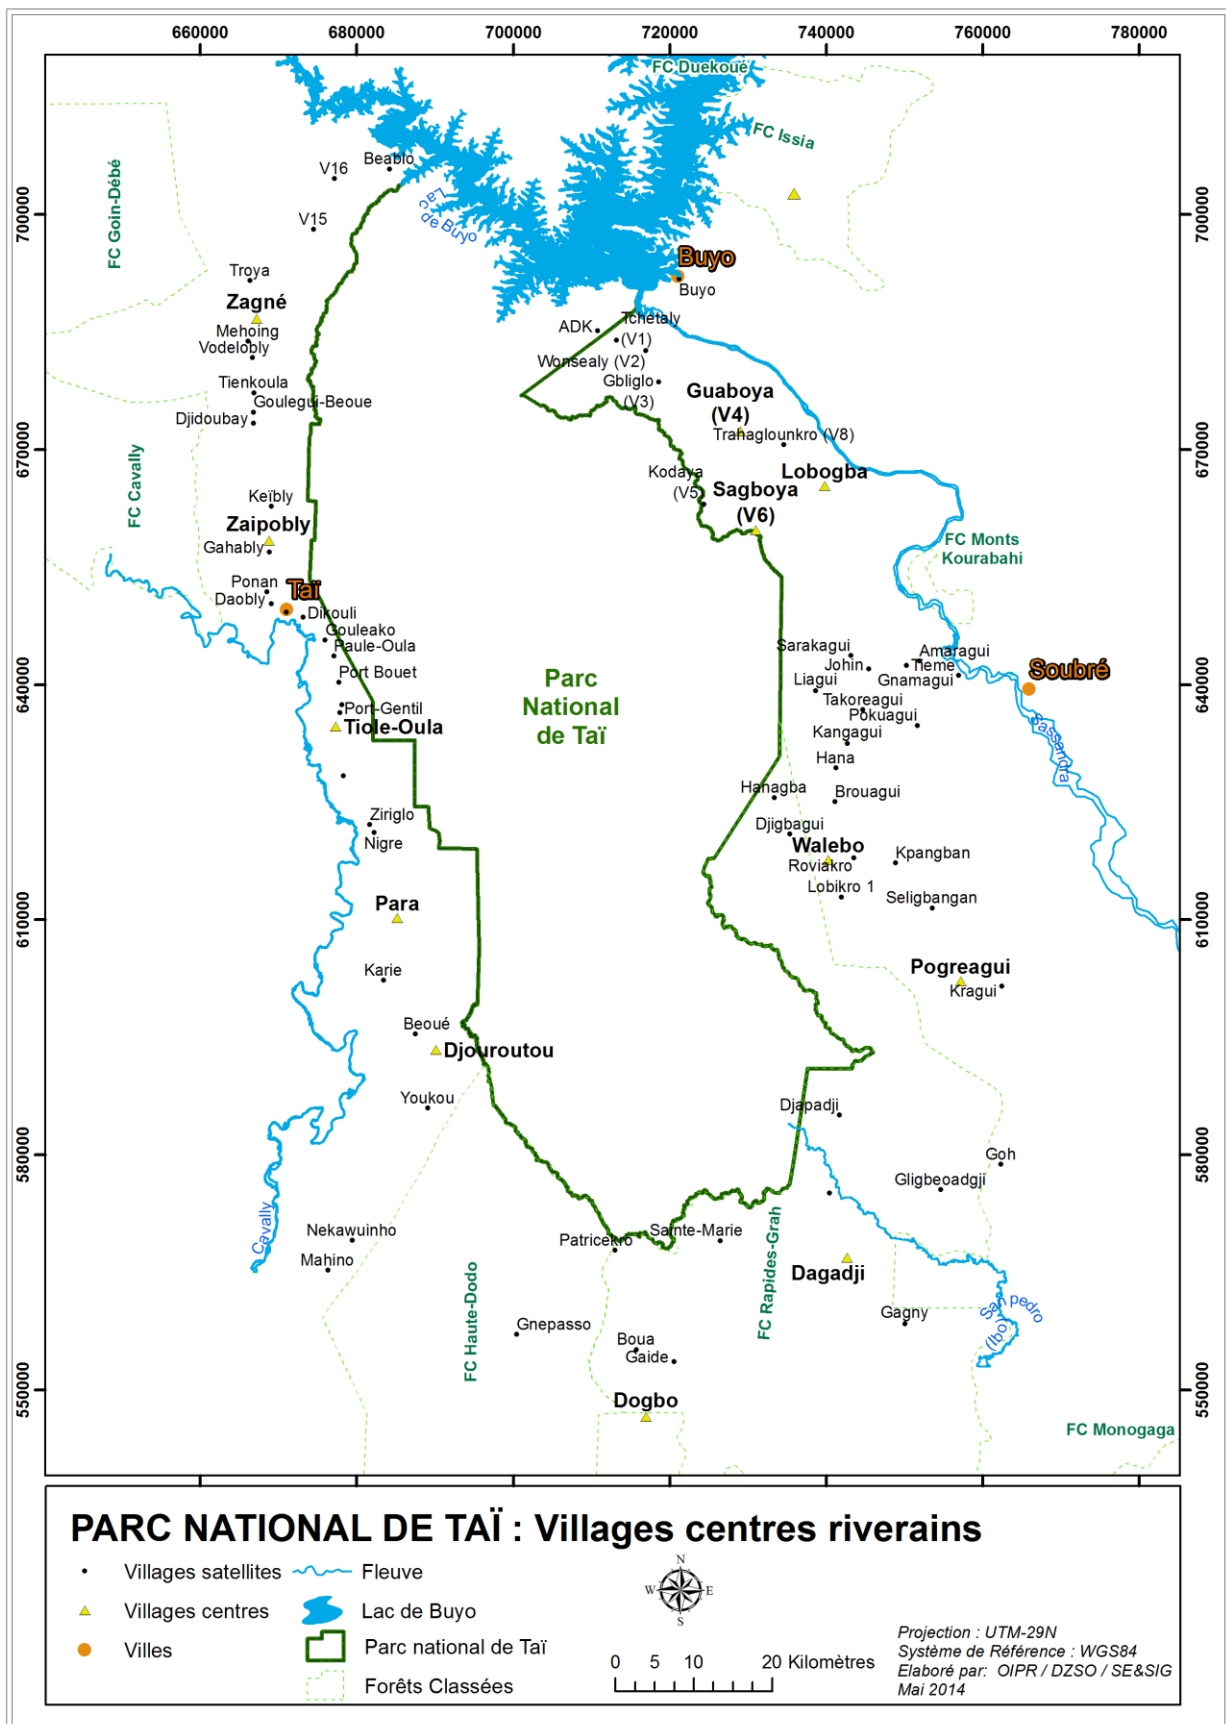 660000
680000
700000
720000
740000
760000
780000
FC Duekoué
FC Issia
FC Goin-Débé
V16
Beablo
V15
Lac
de Buyo
700000
700000
Troya
Zagné
Mehoing
Vodelobly
Buyo
Buyo
ADK
Tchetaly
(V1)
Wonsealy (V2)
Gbliglo
(V3)
Tienkoula
Goulegui-Beoue
Djidoubay
Guaboya
(V4)
Tranaglounkro (V8)
670000
670000
FC Cavally
Kodaya
(V5)
Lobogba
Sagboya
(V6)
Keïbly
Zaipobly
Gahably
FC Monts
Kourabahi
Ponan
Daobly
Taï
Dikouli
Gouleako
Paule-Oula
Port Bouet
Port-Gentil
Tiole-Oula
Parc
National
de Taï
Sarakagui
Amaragui
Johin
Tieme
Liagui
Gnamagui
Soubré
Takoreagui
Pokuagui
Kangagui
Sassandra
640000
640000
Hana
Hanagba
Brouagui
Ziriglo
Nigre
Djigbagui
Walebo
Roviakro
Kpangban
Lobikro 1
Seligbangan
Para
610000
610000
Karie
Pogreagui
Kragui
Beoué
Djouroutou
Youkou
Djapadji
580000
580000
Goh
Gligbeoadgji
Cavally
Nekawuinho
Mahino
Patricekro
Sainte-Marie
FC Rapides-Grah
Dagadji
FC Haute-Dodo
San pedro
(Ibo)
Gagny
Gnepasso
Boua
Gaide
Dogbo
550000
550000
FC Monogaga
PARC NATIONAL DE TAÏ : Villages centres riverains
Villages satellites
Fleuve
Villages centres
Lac de Buyo
Villes
Parc national de Taï
Forêts Classées
N
W
E
S
0 5 10 20 Kilomètres
Projection : UTM-29N
Système de Référence : WGS84
Elaboré par: OIPR / DZSO / SE&SIG
Mai 2014